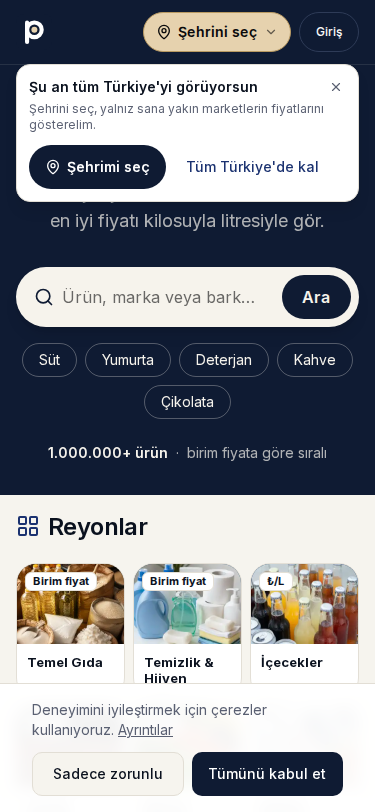 p
Şehrini seç
Giriş
Şu an tüm Türkiye'yi görüyorsun
Şehrini seç, yalnız sana yakın marketlerin fiyatlarını
gösterelim.
Şehrimi seç
Tüm Türkiye'de kal
en iyi fiyatı kilosuyla litresiyle gör.
Ürün, marka veya bark...
Ara
Süt
Yumurta
Deterjan
Kahve
Çikolata
1.000.000+ ürün · birim fiyata göre sıralı
Reyonlar
Birim fiyat
Birim fiyat
₺/L
Temel Gıda
Temizlik &
Hijyen
İçecekler
Deneyimini iyileştirmek için çerezler
kullanıyoruz. Ayrıntılar
Sadece zorunlu
Tümünü kabul et